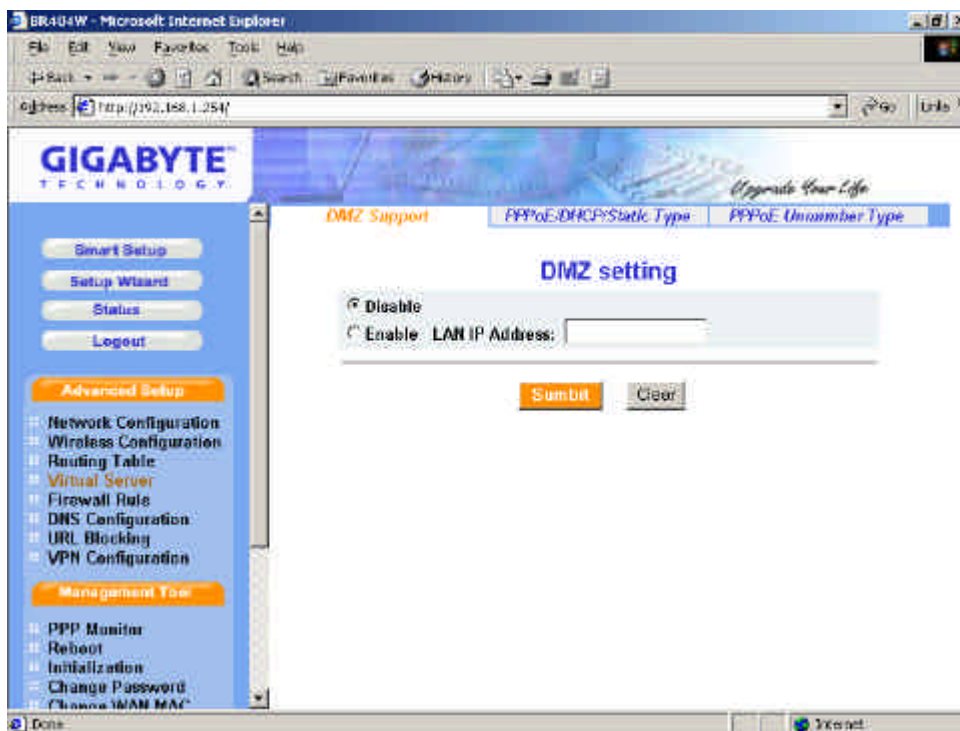 BR404W - Microsoft Internet Explorer
File Edit View Favorites Tools Help
Back Search Favorites History
Address http://192.168.1.254/ Go Links
GIGABYTE
TECHNOLOGY
Upgrade Your Life
DMZ Support PPPoE/DHCP/Static Type PPPoE Unnumber Type
Smart Setup
Setup Wizard
Status
Logout
DMZ setting
Disable
Enable LAN IP Address:
Sumbit Clear
Advanced Setup
Network Configuration
Wireless Configuration
Routing Table
Virtual Server
Firewall Rule
DNS Configuration
URL Blocking
VPN Configuration
Management Tool
PPP Monitor
Reboot
Initialization
Change Password
Change WAN MAC
Done Internet